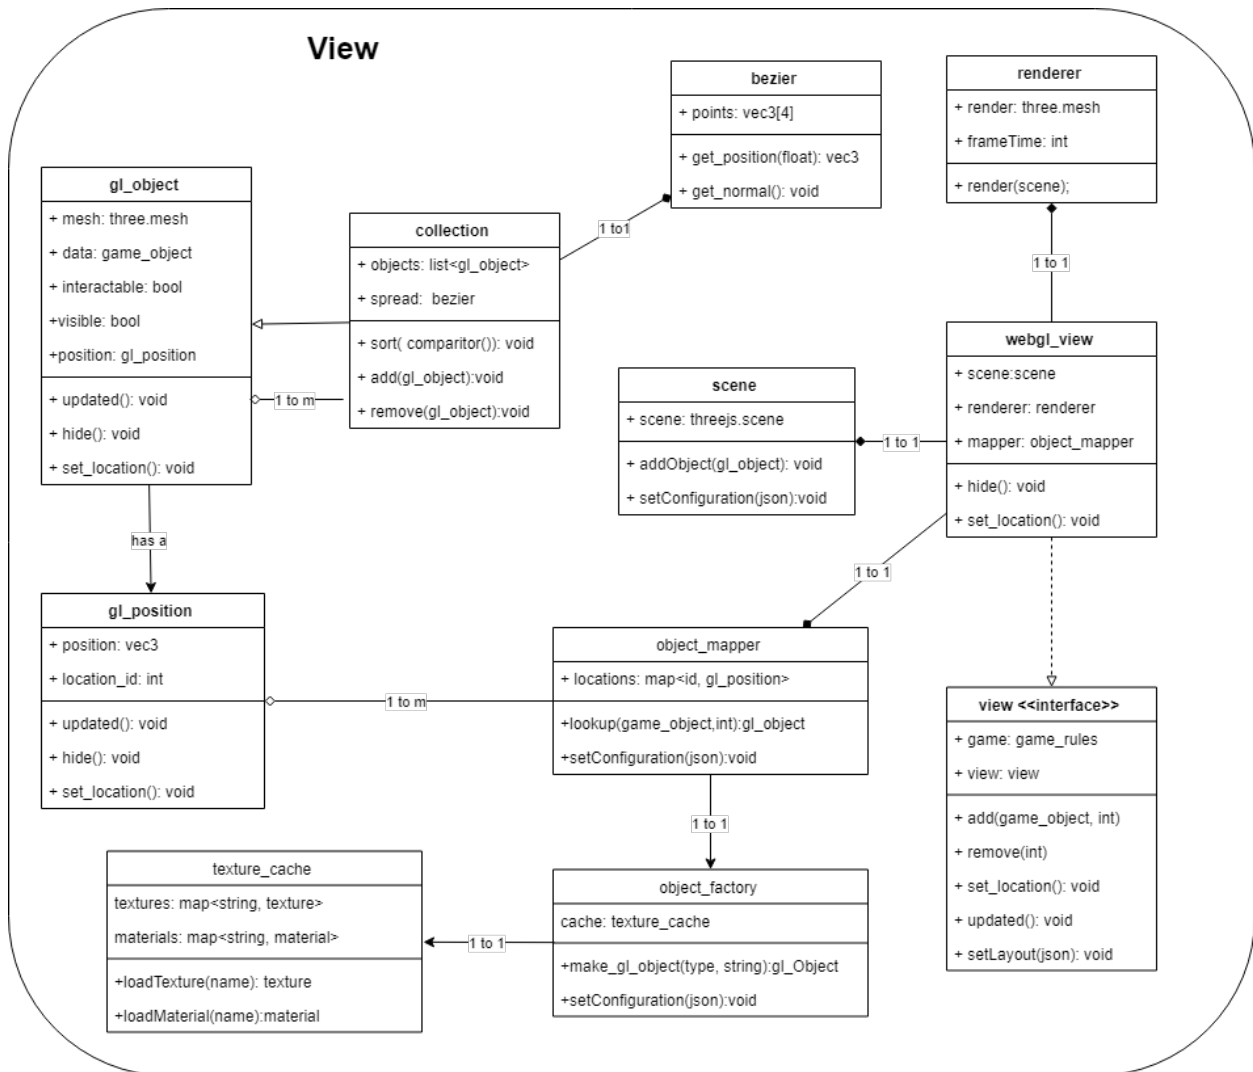 View
bezier
+ points: vec3[4]
+ get_position(float): vec3
+ get_normal(): void
renderer
+ render: three.mesh
+ frameTime: int
+ render(scene);
gl_object
+ mesh: three.mesh
+ data: game_object
+ interactable: bool
+visible: bool
+position: gl_position
+ updated(): void
+ hide(): void
+ set_location(): void
collection
+ objects: list<gl_object>
+ spread:  bezier
+ sort( comparitor()): void
+ add(gl_object):void
+ remove(gl_object):void
1 to1
1 to 1
1 to m
webgl_view
+ scene:scene
+ renderer: renderer
+ mapper: object_mapper
+ hide(): void
+ set_location(): void
scene
+ scene: threejs.scene
+ addObject(gl_object): void
+ setConfiguration(json):void
1 to 1
has a
1 to 1
gl_position
+ position: vec3
+ location_id: int
+ updated(): void
+ hide(): void
+ set_location(): void
1 to m
object_mapper
+ locations: map<id, gl_position>
+lookup(game_object,int):gl_object
+setConfiguration(json):void
view <<interface>>
+ game: game_rules
+ view: view
+ add(game_object, int)
+ remove(int)
+ set_location(): void
+ updated(): void
+ setLayout(json): void
1 to 1
texture_cache
textures: map<string, texture>
materials: map<string, material>
+loadTexture(name): texture
+loadMaterial(name):material
1 to 1
object_factory
cache: texture_cache
+make_gl_object(type, string):gl_Object
+setConfiguration(json):void